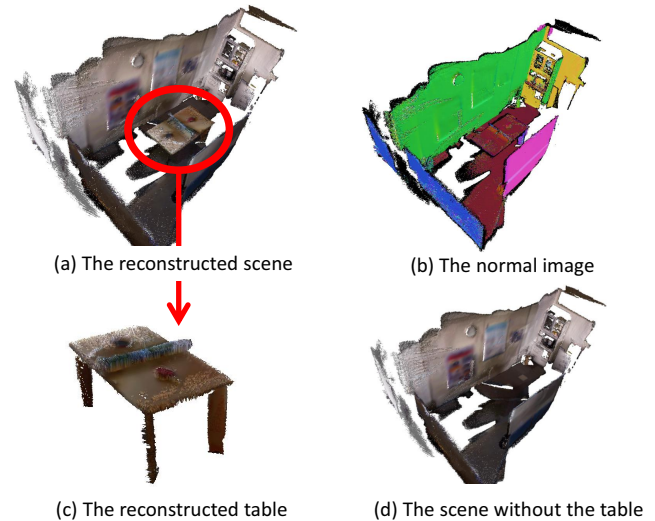 (a) The reconstructed scene
(b) The normal image
(c) The reconstructed table
(d) The scene without the table